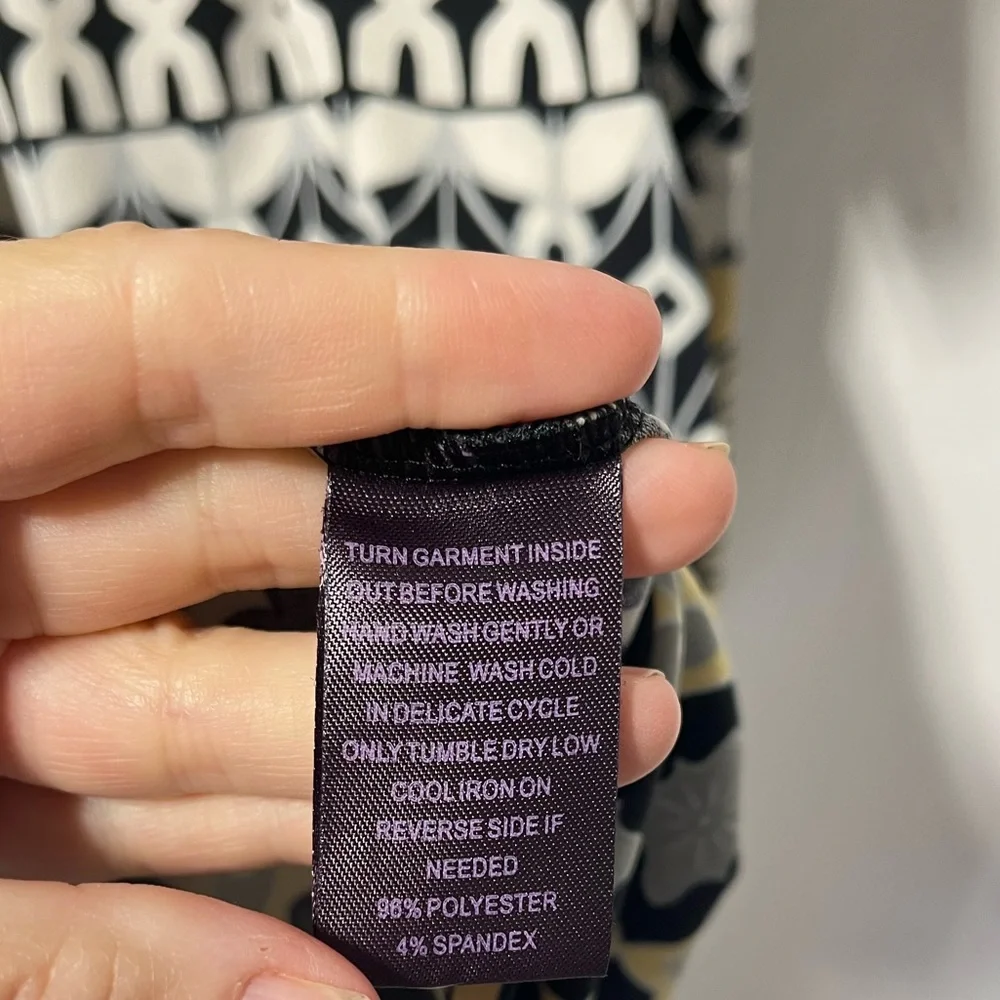 TURN GARMENT INSIDE
OUT BEFORE WASHING
HAND WASH GENTLY OR
MACHINE WASH COLD
IN DELICATE CYCLE
ONLY TUMBLE DRY LOW
COOL IRON ON
REVERSE SIDE IF
NEEDED
96% POLYESTER
4% SPANDEX